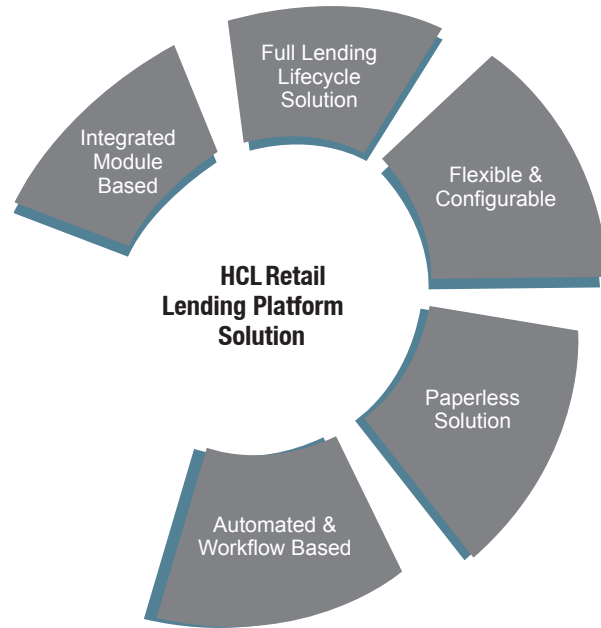 Full Lending
Lifecycle
Solution
Integrated
Module
Based
Flexible &
Configurable
HCL Retail
Lending Platform
Solution
Paperless
Solution
Automated &
Workflow Based